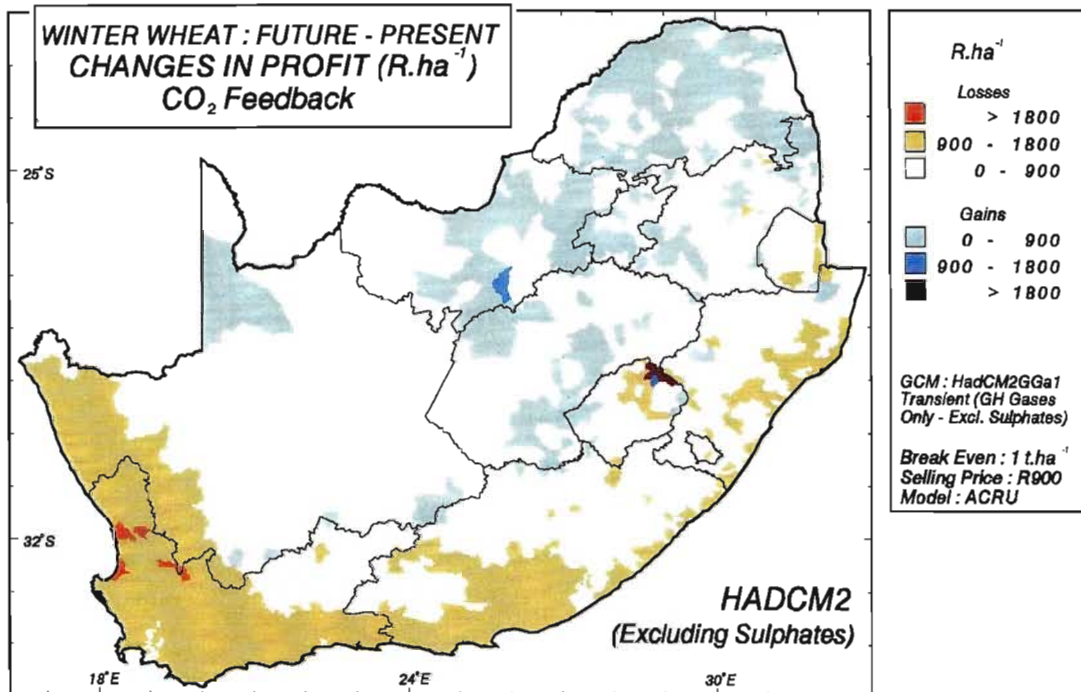 WINTER WHEAT : FUTURE - PRESENT
CHANGES IN PROFIT (R.ha⁻¹)
CO₂ Feedback
25°S
32°S
18°E
24°E
30°E
HADCM2
(Excluding Sulphates)
R.ha⁻¹
Losses
> 1800
900 - 1800
0 - 900
Gains
0 - 900
900 - 1800
> 1800
GCM : HadCM2GGa1
Transient (GH Gases
Only - Excl. Sulphates)
Break Even : 1 t.ha⁻¹
Selling Price : R900
Model : ACRU